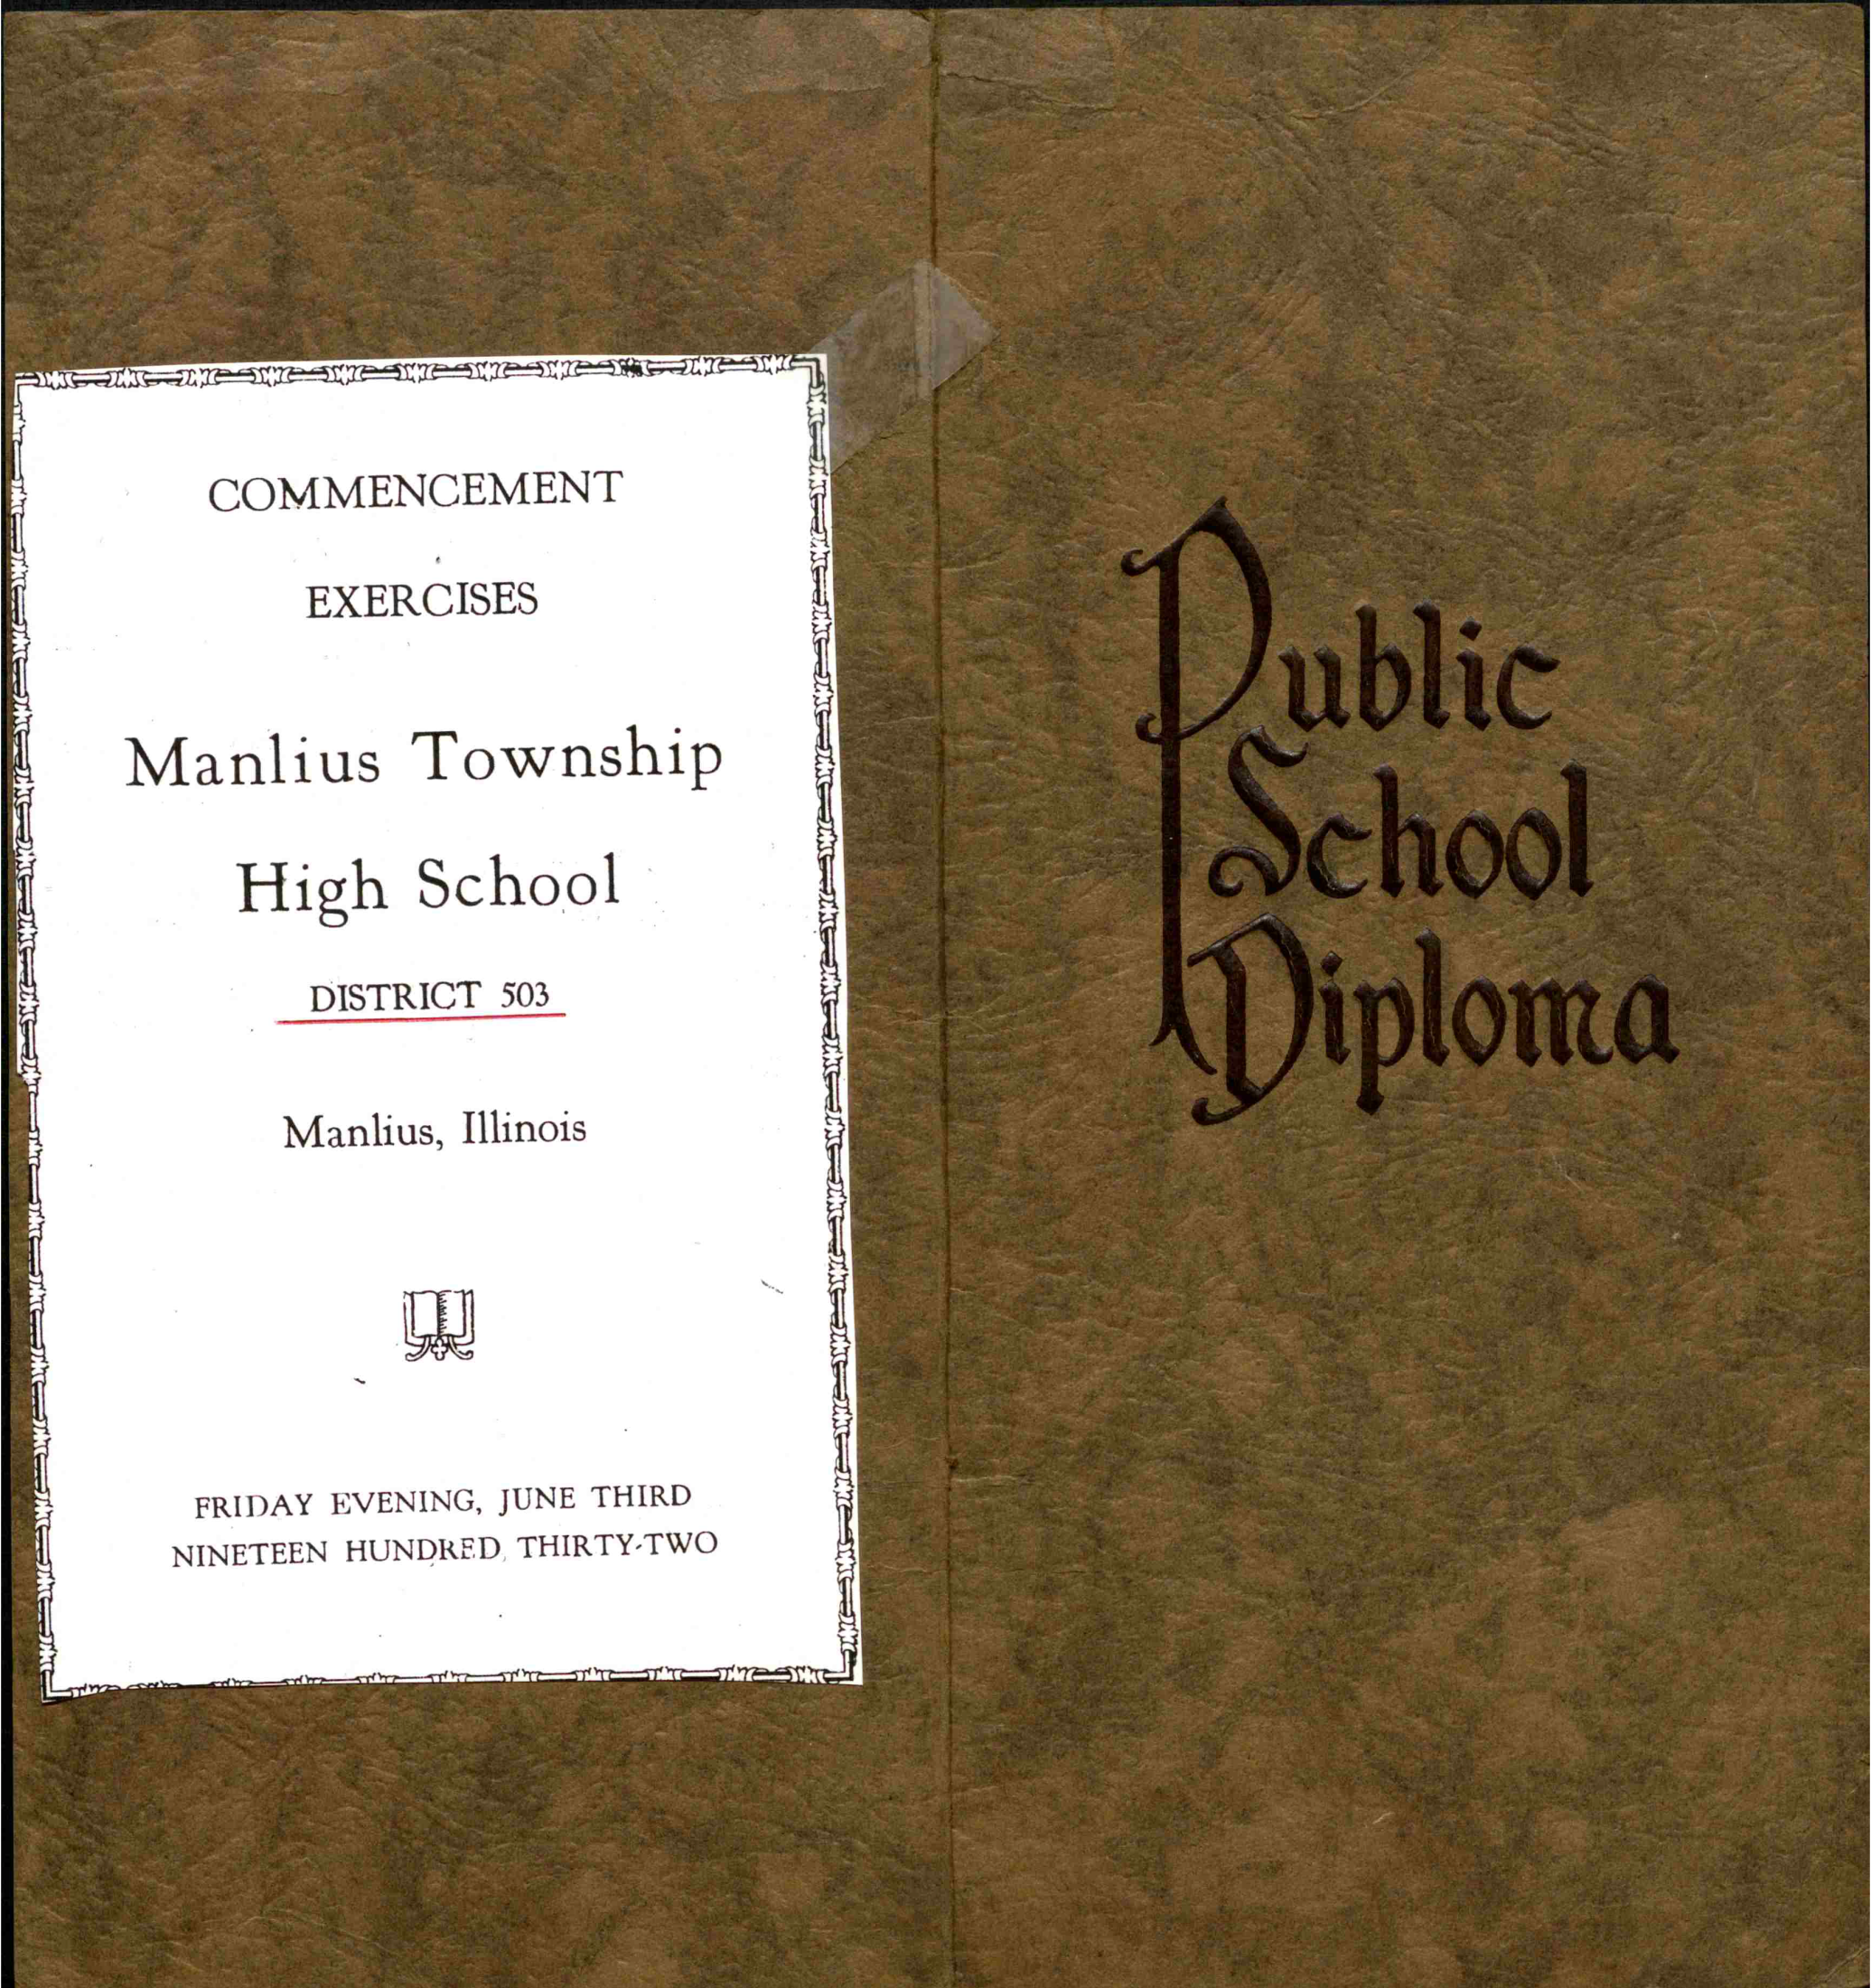 COMMENCEMENT
EXERCISES
Manlius Township
High School
DISTRICT 503
Manlius, Illinois
FRIDAY EVENING, JUNE THIRD
NINETEEN HUNDRED THIRTY-TWO
Public
School
Diploma